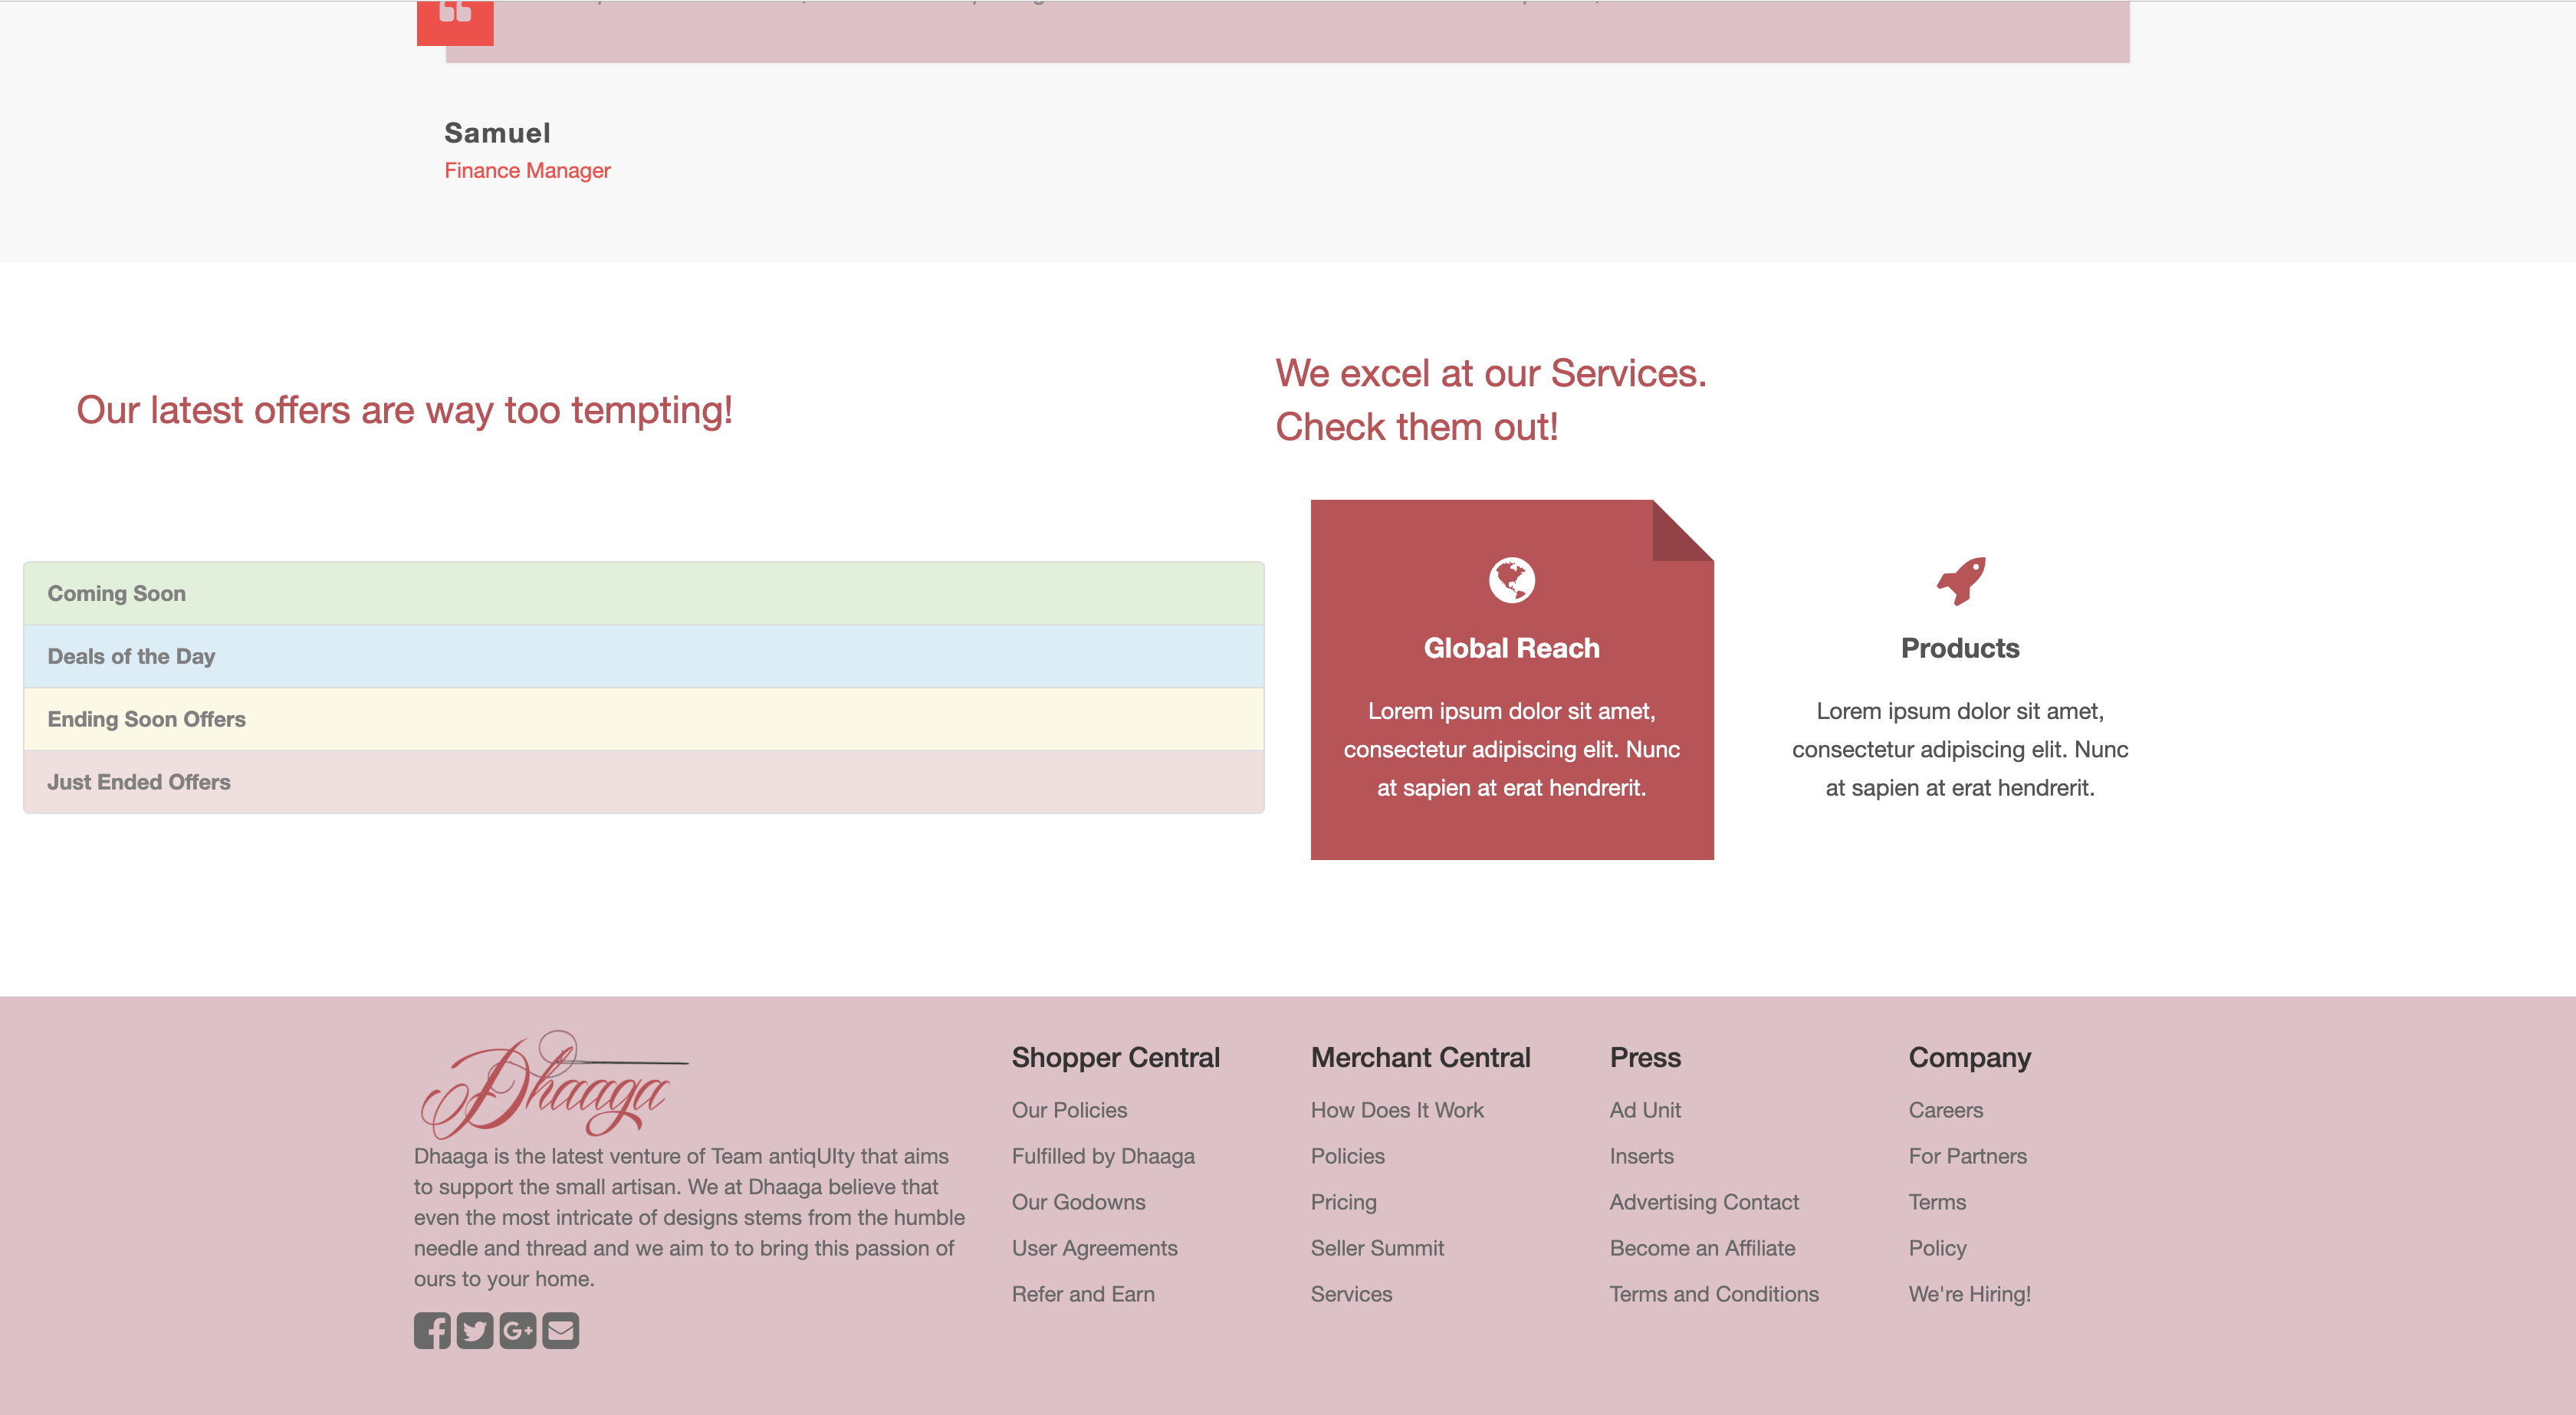 Samuel
Finance Manager
Our latest offers are way too tempting!
We excel at our Services.
Check them out!
Coming Soon
Deals of the Day
Ending Soon Offers
Just Ended Offers
Global Reach
Lorem ipsum dolor sit amet,
consectetur adipiscing elit. Nunc
at sapien at erat hendrerit.
Products
Lorem ipsum dolor sit amet,
consectetur adipiscing elit. Nunc
at sapien at erat hendrerit.
Dhaaga
Dhaaga is the latest venture of Team antiqUIty that aims
to support the small artisan. We at Dhaaga believe that
even the most intricate of designs stems from the humble
needle and thread and we aim to to bring this passion of
ours to your home.
Shopper Central
Our Policies
Fulfilled by Dhaaga
Our Godowns
User Agreements
Refer and Earn
Merchant Central
How Does It Work
Policies
Pricing
Seller Summit
Services
Press
Ad Unit
Inserts
Advertising Contact
Become an Affiliate
Terms and Conditions
Company
Careers
For Partners
Terms
Policy
We're Hiring!